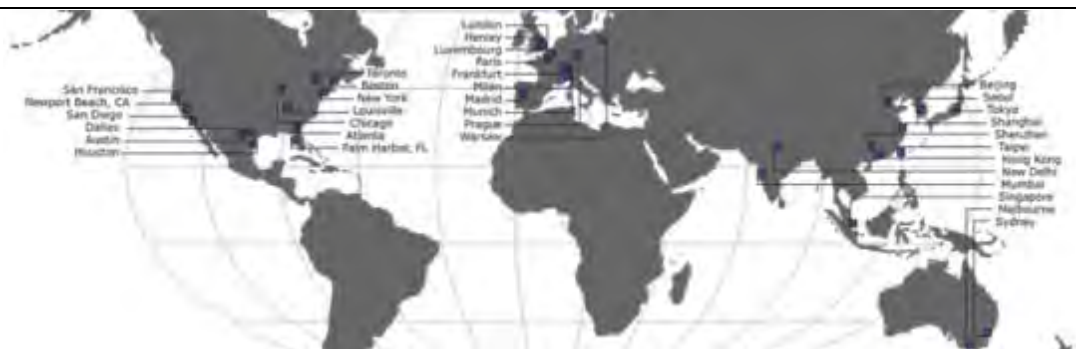 San Francisco
Newport Beach, CA
San Diego
Dallas
Austin
Houston
Toronto
Boston
New York
Louisville
Chicago
Atlanta
Palm Harbor, FL
London
Henley
Luxembourg
Paris
Frankfurt
Milan
Madrid
Munich
Prague
Warsaw
Beijing
Seoul
Tokyo
Shanghai
Shenzhen
Taipei
Hong Kong
New Delhi
Mumbai
Singapore
Melbourne
Sydney